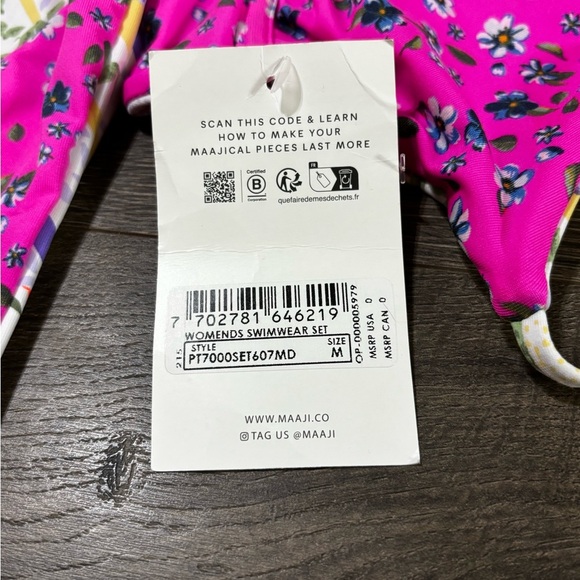 SCAN THIS CODE & LEARN
HOW TO MAKE YOUR
MAAJICAL PIECES LAST MORE
Certified
B
Corporation
FR
quefairedemesdechets.fr
7 702781 646219
WOMENDS SWIMWEAR SET
215
STYLE
PT7000SET607MD
SIZE
M
OP-000005979
MSRP USA 0
MSRP CAN 0
WWW.MAAJI.CO
TAG US @MAAJI